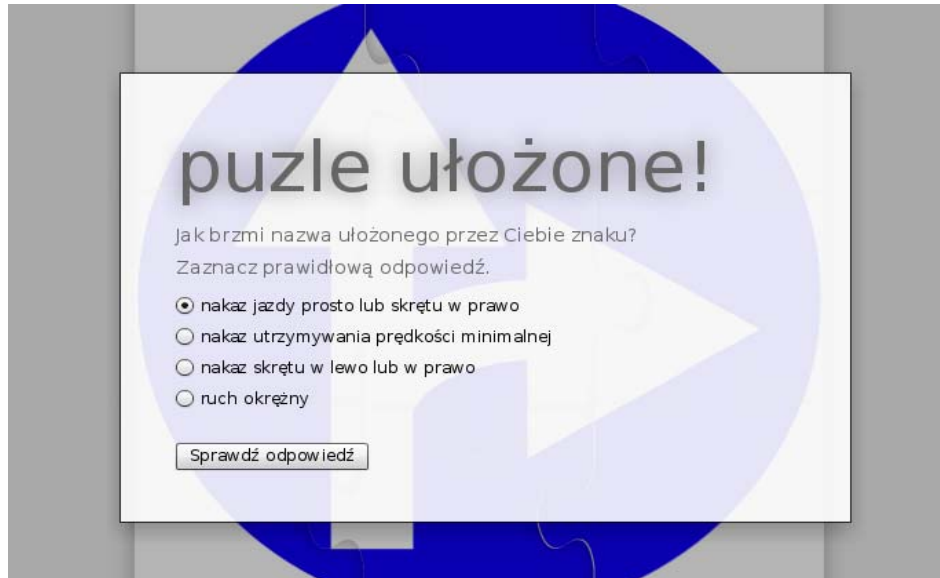 puzle ułożone!
Jak brzmi nazwa ułożonego przez Ciebie znaku?
Zaznacz prawidłową odpowiedź.
nakaz jazdy prosto lub skrętu w prawo
nakaz utrzymywania prędkości minimalnej
nakaz skrętu w lewo lub w prawo
ruch okrężny
Sprawdź odpowiedź